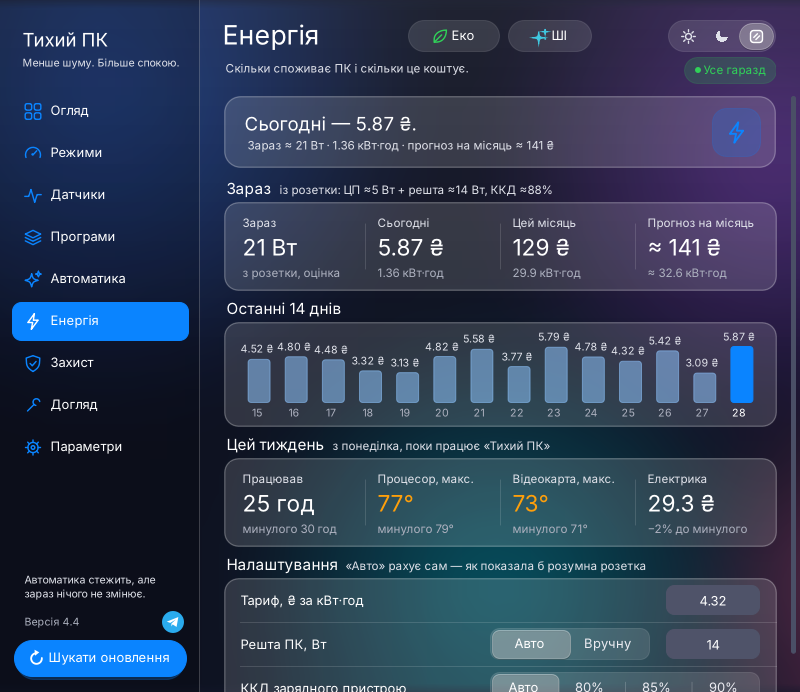 Тихий ПК
Менше шуму. Більше спокою.
Огляд
Режими
Датчики
Програми
Автоматика
Енергія
Захист
Догляд
Параметри
Автоматика стежить, але
зараз нічого не змінює.
Версія 4.4
Шукати оновлення
Енергія
Еко
ШІ
Скільки споживає ПК і скільки це коштує.
Усе гаразд
Сьогодні — 5.87 ₴.
Зараз ≈ 21 Вт · 1.36 кВт·год · прогноз на місяць ≈ 141 ₴
Зараз із розетки: ЦП ≈5 Вт + решта ≈14 Вт, ККД ≈88%
Зараз Сьогодні Цей місяць Прогноз на місяць
21 Вт 5.87 ₴ 129 ₴ ≈ 141 ₴
з розетки, оцінка 1.36 кВт·год 29.9 кВт·год ≈ 32.6 кВт·год
Останні 14 днів
4.52 ₴ 4.80 ₴ 4.48 ₴ 3.32 ₴ 3.13 ₴ 4.82 ₴ 5.58 ₴ 3.77 ₴ 5.79 ₴ 4.78 ₴ 4.32 ₴ 5.42 ₴ 3.09 ₴ 5.87 ₴
15 16 17 18 19 20 21 22 23 24 25 26 27 28
Цей тиждень з понеділка, поки працює «Тихий ПК»
Працював Процесор, макс. Відеокарта, макс. Електрика
25 год 77° 73° 29.3 ₴
минулого 30 год минулого 79° минулого 71° −2% до минулого
Налаштування «Авто» рахує сам — як показала б розумна розетка
Тариф, ₴ за кВт·год 4.32
Решта ПК, Вт Авто Вручну 14
ККД зарядного пристрою Авто 80% 85% 90%